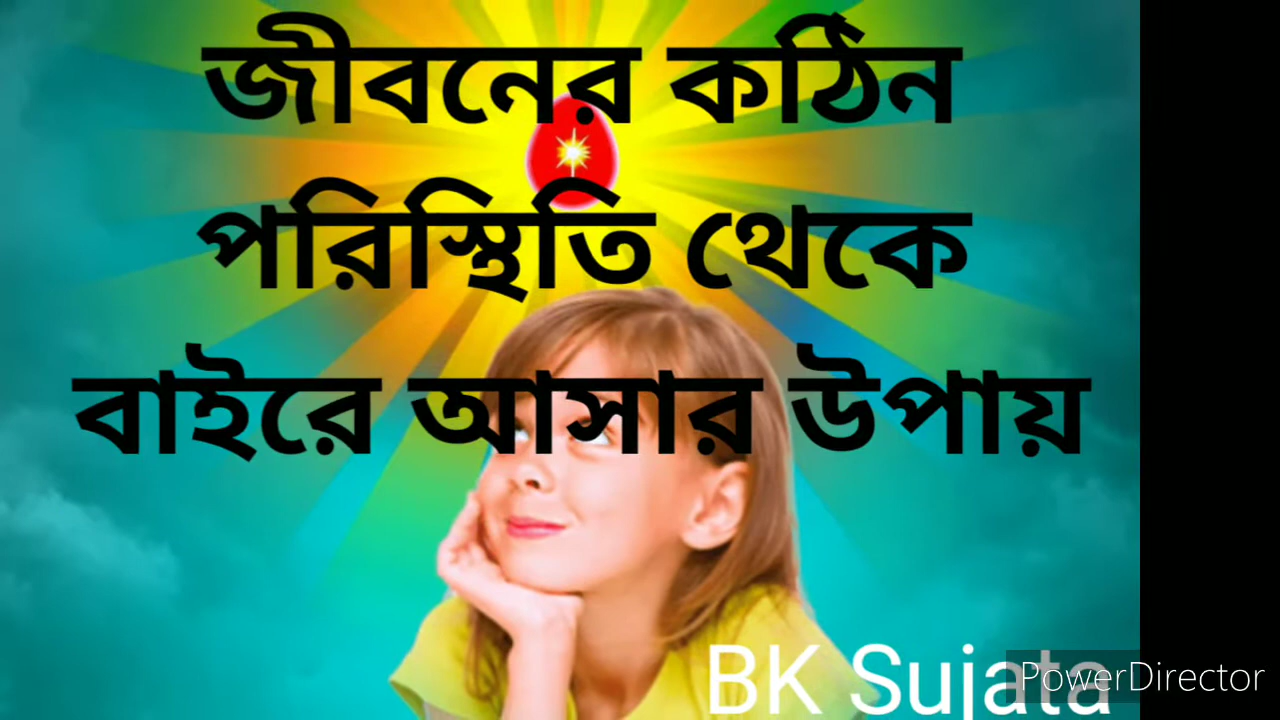 জীবনের কঠিন
পরিস্থিতি থেকে
বাইরে আসার উপায়
BK Sujata
PowerDirector